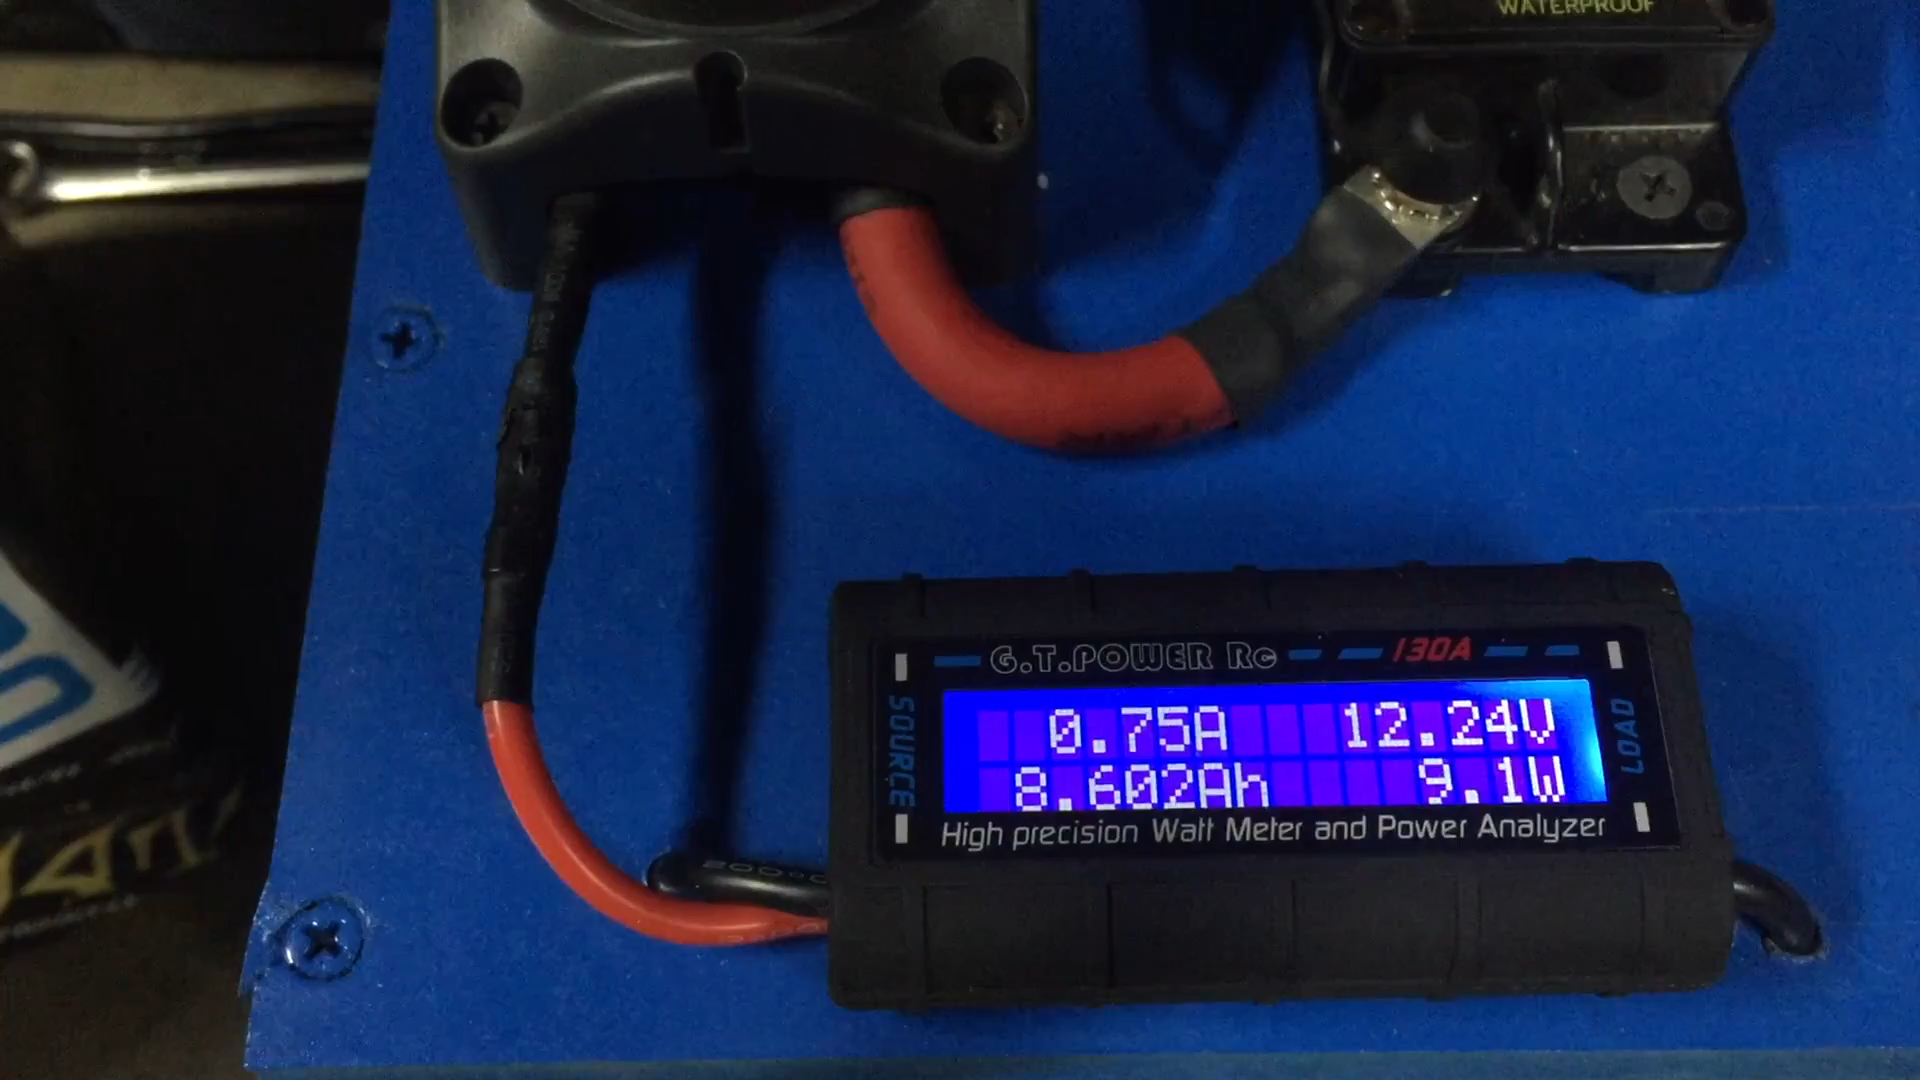 WATERPROOF
G.T.POWER RC 130A
SOURCE
0.75A 12.24V
8.602Ah 9.1W
LOAD
High precision Watt Meter and Power Analyzer